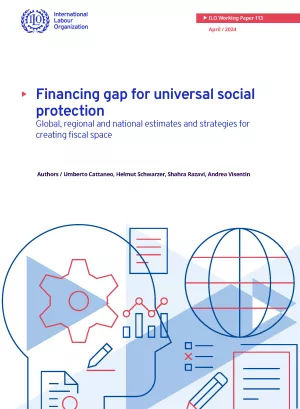 International
Labour
Organization
ILO Working Paper 113
April / 2024
Financing gap for universal social
protection
Global, regional and national estimates and strategies for
creating fiscal space
Authors / Umberto Cattaneo, Helmut Schwarzer, Shahra Razavi, Andrea Visentin